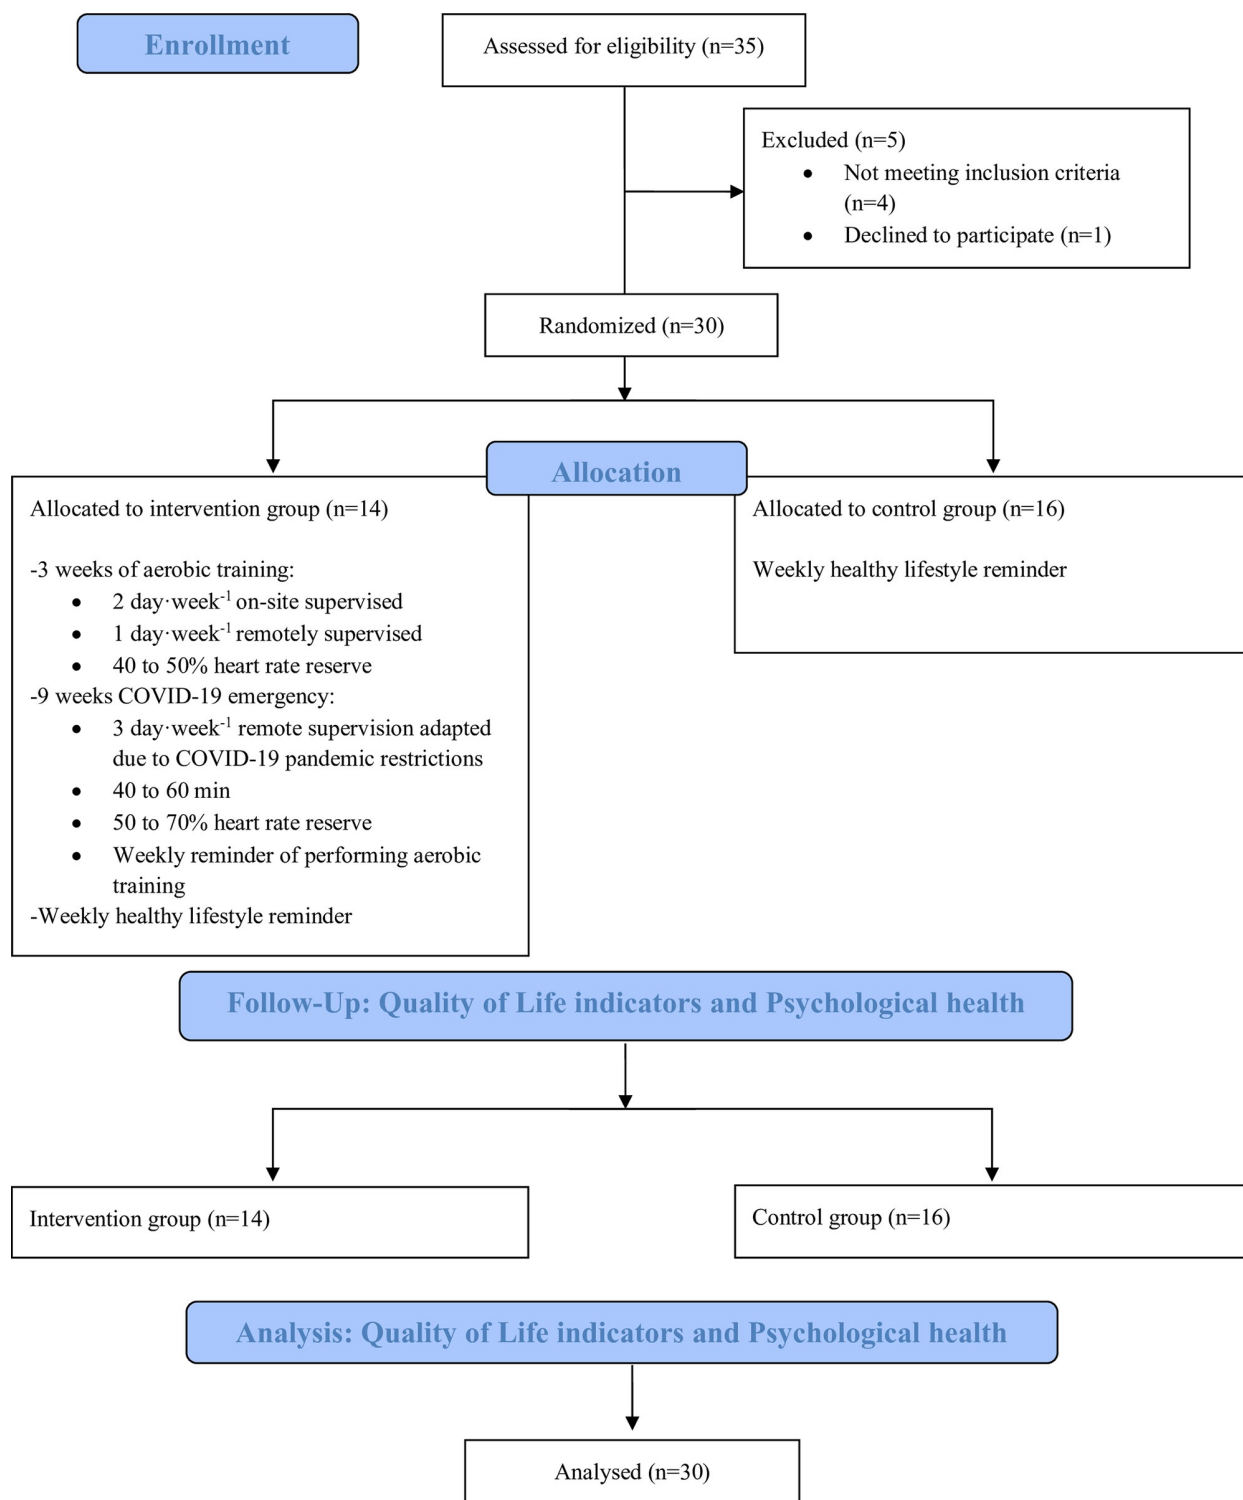 Enrollment
Assessed for eligibility (n=35)
Excluded (n=5)
• Not meeting inclusion criteria
(n=4)
• Declined to participate (n=1)
Randomized (n=30)
Allocation
Allocated to intervention group (n=14)
-3 weeks of aerobic training:
• 2 day·week⁻¹ on-site supervised
• 1 day·week⁻¹ remotely supervised
• 40 to 50% heart rate reserve
-9 weeks COVID-19 emergency:
• 3 day·week⁻¹ remote supervision adapted
due to COVID-19 pandemic restrictions
• 40 to 60 min
• 50 to 70% heart rate reserve
• Weekly reminder of performing aerobic
training
-Weekly healthy lifestyle reminder
Allocated to control group (n=16)
Weekly healthy lifestyle reminder
Follow-Up: Quality of Life indicators and Psychological health
Intervention group (n=14)
Control group (n=16)
Analysis: Quality of Life indicators and Psychological health
Analysed (n=30)